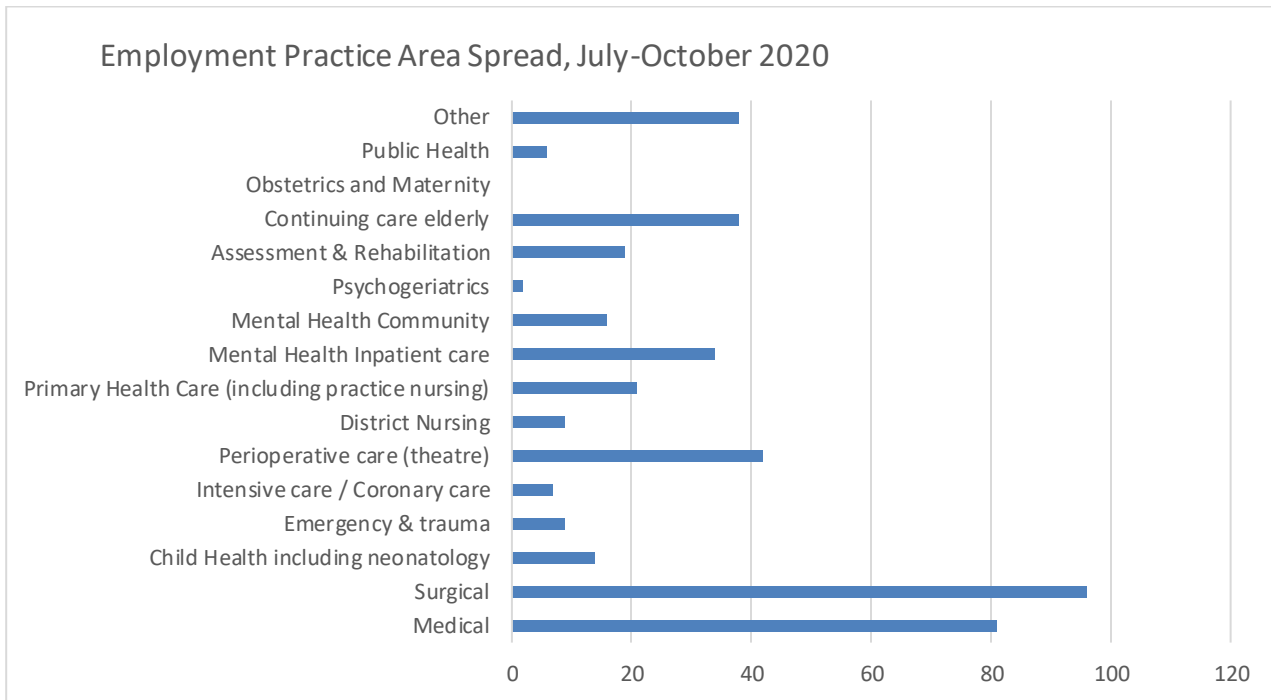 Employment Practice Area Spread, July-October 2020
Other
Public Health
Obstetrics and Maternity
Continuing care elderly
Assessment & Rehabilitation
Psychogeriatrics
Mental Health Community
Mental Health Inpatient care
Primary Health Care (including practice nursing)
District Nursing
Perioperative care (theatre)
Intensive care / Coronary care
Emergency & trauma
Child Health including neonatology
Surgical
Medical
0 20 40 60 80 100 120